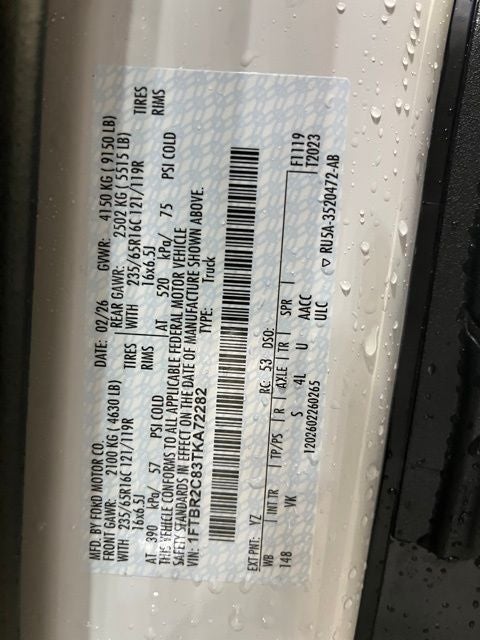 MFD. BY FORD MOTOR CO. DATE: 02/26 GVWR: 4150 KG ( 9150 LB)
FRONT GAWR: 2100 KG ( 4630 LB) REAR GAWR: 2502 KG ( 5515 LB)
WITH 235/65R16C 121/119R TIRES WITH 235/65R16C 121/119R TIRES
16x6.5J RIMS 16x6.5J RIMS
AT 390 kPa/ 57 PSI COLD AT 520 kPa/ 75 PSI COLD
THIS VEHICLE CONFORMS TO ALL APPLICABLE FEDERAL MOTOR VEHICLE
SAFETY STANDARDS IN EFFECT ON THE DATE OF MANUFACTURE SHOWN ABOVE.
VIN: 1FTBR2C83TKA72282 TYPE: Truck
EXT PNT: YZ RC: 53 DSO: F1119
WB INT TR TP/PS R AXLE TR SPR T2023
148 VK S 4L U AACC
1202602260265 ULC
▽ RU5A-3520472-AB